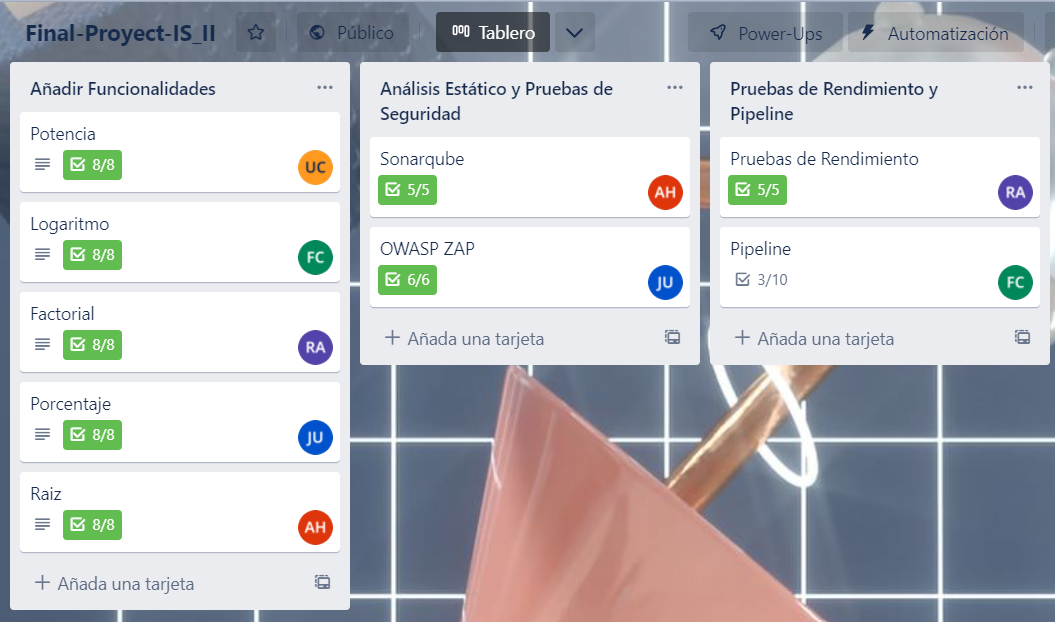 Final-Proyect-IS_II
Público
Tablero
Power-Ups
Automatización
Añadir Funcionalidades
Potencia
8/8
UC
Logaritmo
8/8
FC
Factorial
8/8
RA
Porcentaje
8/8
JU
Raiz
8/8
AH
Añada una tarjeta
Análisis Estático y Pruebas de
Seguridad
Sonarqube
5/5
AH
OWASP ZAP
6/6
JU
Añada una tarjeta
Pruebas de Rendimiento y
Pipeline
Pruebas de Rendimiento
5/5
RA
Pipeline
3/10
FC
Añada una tarjeta